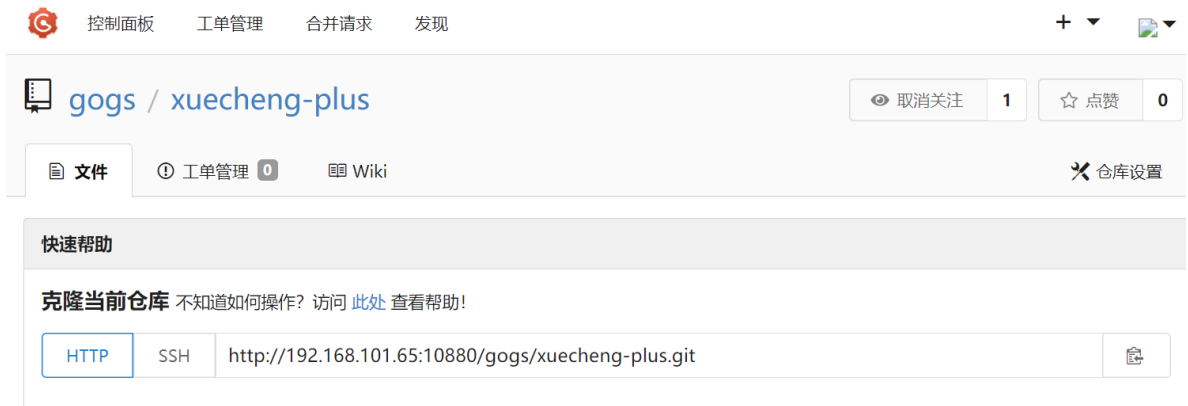 控制面板 工单管理 合并请求 发现
gogs / xuecheng-plus 取消关注 1 点赞 0
文件 工单管理 0 Wiki 仓库设置
快速帮助
克隆当前仓库 不知道如何操作？访问 此处 查看帮助！
HTTP SSH http://192.168.101.65:10880/gogs/xuecheng-plus.git